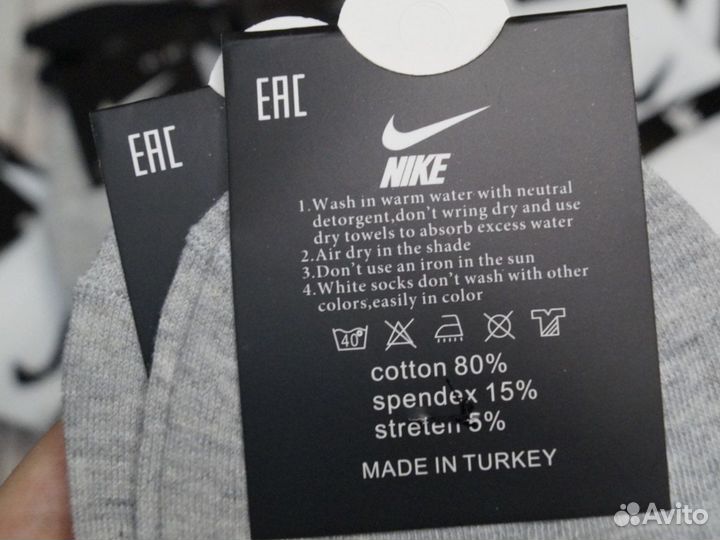 EAC
EAC
NIKE
1.Wash in warm water with neutral
detorgent,don't wring dry and use
dry towels to absorb excess water
2.Air dry in the shade
3.Don't use an iron in the sun
4.White socks don't wash with other
colors,easily in color
40°
cotton 80%
spendex 15%
streten 5%
MADE IN TURKEY
Avito